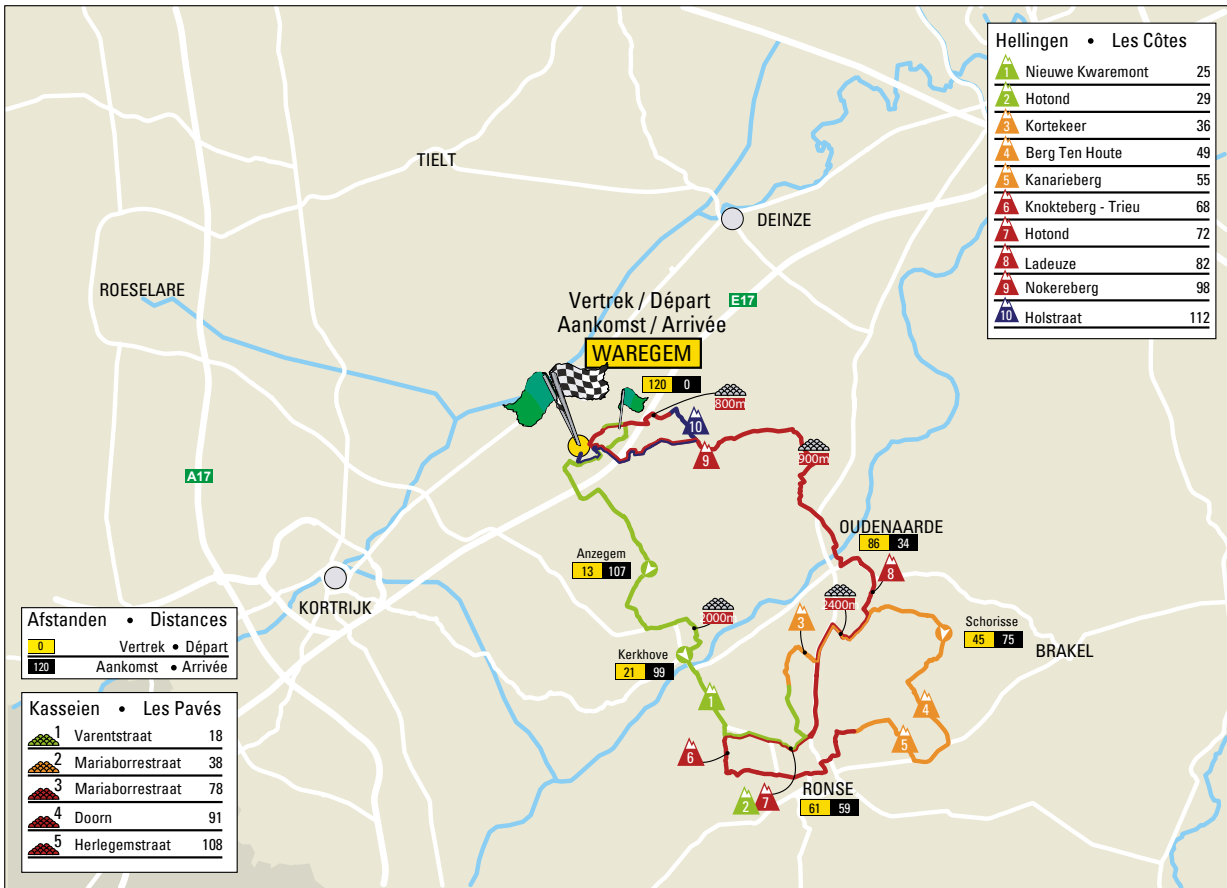 Hellingen • Les Côtes
1 Nieuwe Kwaremont 25
2 Hotond 29
3 Kortekeer 36
4 Berg Ten Houte 49
5 Kanarieberg 55
6 Knokteberg - Trieu 68
7 Hotond 72
8 Ladeuze 82
9 Nokereberg 98
10 Holstraat 112
TIELT
DEINZE
ROESELARE
E17
Vertrek / Départ
Aankomst / Arrivée
WAREGEM
120 0
800m
10
9
900m
A17
OUDENAARDE
86 34
8
Anzegem
13 107
KORTRIJK
2000m
2400m
3
Schorisse
45 75
BRAKEL
Kerkhove
21 99
1
4
5
6
2
7
RONSE
61 59
Afstanden • Distances
0 Vertrek • Départ
120 Aankomst • Arrivée
Kasseien • Les Pavés
1 Varentstraat 18
2 Mariaborrestraat 38
3 Mariaborrestraat 78
4 Doorn 91
5 Herlegemstraat 108